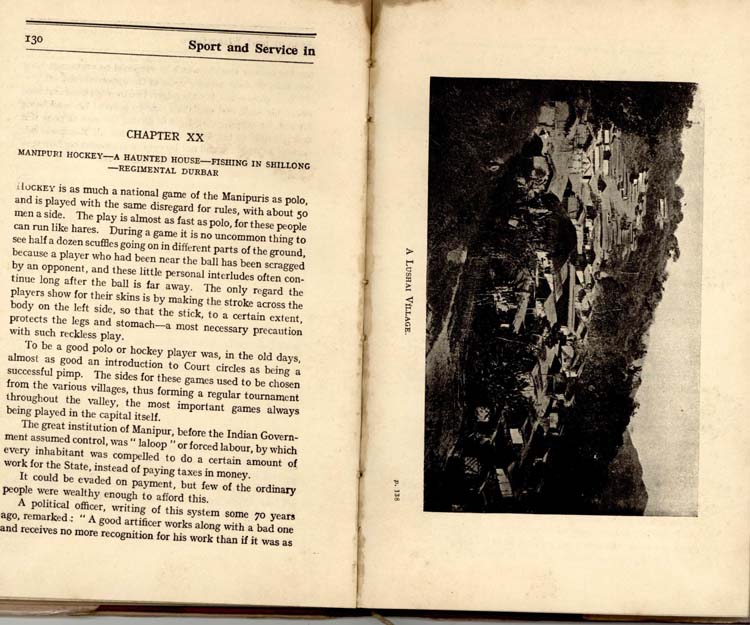 130
Sport and Service in
CHAPTER XX
MANIPURI HOCKEY—A HAUNTED HOUSE—FISHING IN SHILLONG
—REGIMENTAL DURBAR
HOCKEY is as much a national game of the Manipuris as polo,
and is played with the same disregard for rules, with about 50
men a side. The play is almost as fast as polo, for these people
can run like hares. During a game it is no uncommon thing to
see half a dozen scuffles going on in different parts of the ground,
because a player who had been near the ball has been scragged
by an opponent, and these little personal interludes often con-
tinue long after the ball is far away. The only regard the
players show for their skins is by making the stroke across the
body on the left side, so that the stick, to a certain extent,
protects the legs and stomach—a most necessary precaution
with such reckless play.
To be a good polo or hockey player was, in the old days,
almost as good an introduction to Court circles as being a
successful pimp. The sides for these games used to be chosen
from the various villages, thus forming a regular tournament
throughout the valley, the most important games always
being played in the capital itself.
The great institution of Manipur, before the Indian Govern-
ment assumed control, was " laloop " or forced labour, by which
every inhabitant was compelled to do a certain amount of
work for the State, instead of paying taxes in money.
It could be evaded on payment, but few of the ordinary
people were wealthy enough to afford this.
A political officer, writing of this system some 70 years
ago, remarked : " A good artificer works along with a bad one
and receives no more recognition for his work than if it was as
A LUSHAI VILLAGE.
p. 138